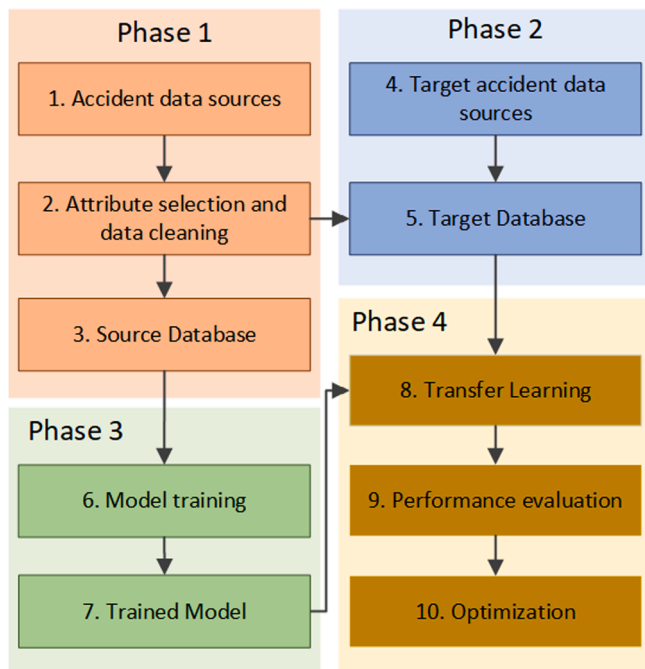 Phase 1
1. Accident data sources
2. Attribute selection and
data cleaning
3. Source Database
Phase 2
4. Target accident data
sources
5. Target Database
Phase 3
6. Model training
7. Trained Model
Phase 4
8. Transfer Learning
9. Performance evaluation
10. Optimization